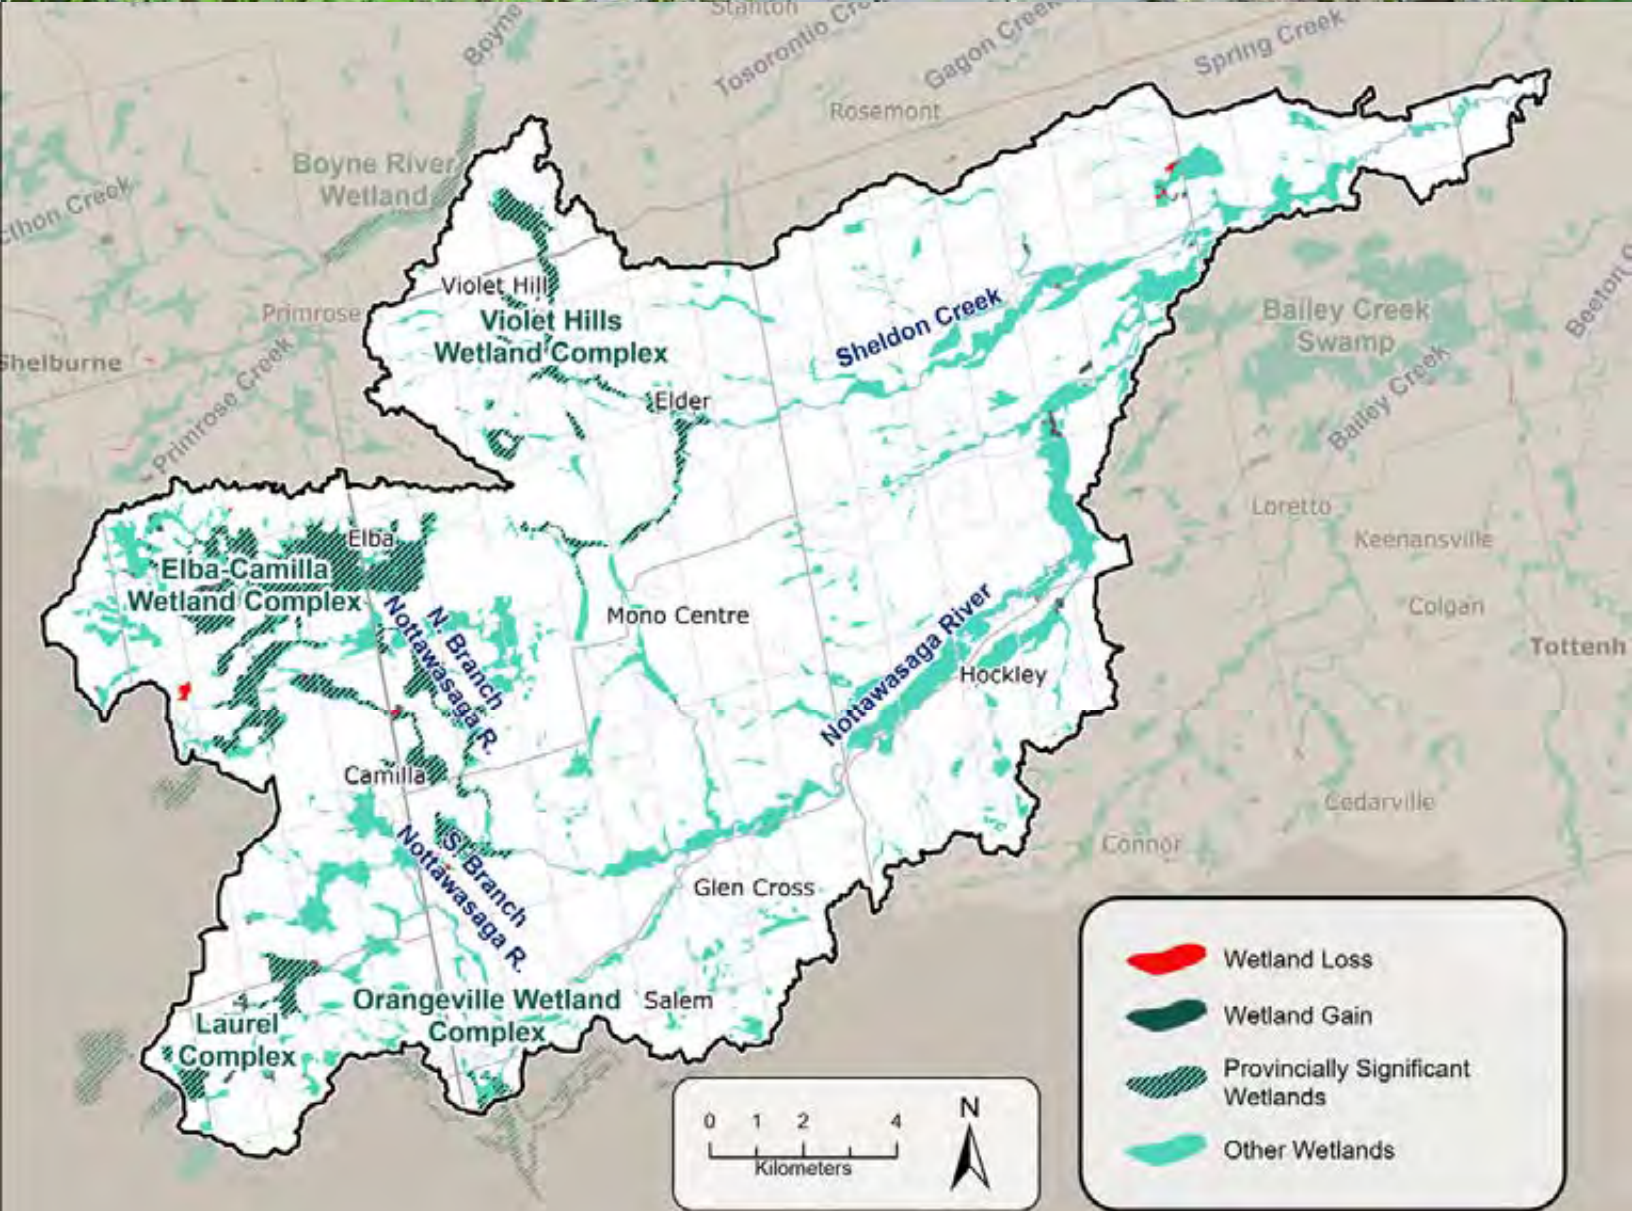 Stanton
Boyne
Gagon Creek
Spring Creek
Rosemont
Boyne River
Wetland
Creek
Violet Hill
Primrose
Violet Hills
Wetland Complex
Sheldon Creek
Bailey Creek
Swamp
Shelburne
Primrose Creek
Elder
Bailey Creek
Loretto
Elba
Keenansville
Elba-Camilla
Wetland Complex
N. Branch
Nottawasaga R.
Mono Centre
Colgan
Tottenh
Nottawasaga River
Hockley
Camilla
Cedarville
S. Branch
Nottawasaga R.
Connor
Glen Cross
Orangeville Wetland
Complex
Salem
Laurel
Complex
Wetland Loss
Wetland Gain
Provincially Significant
Wetlands
Other Wetlands
0 1 2 4
Kilometers
N